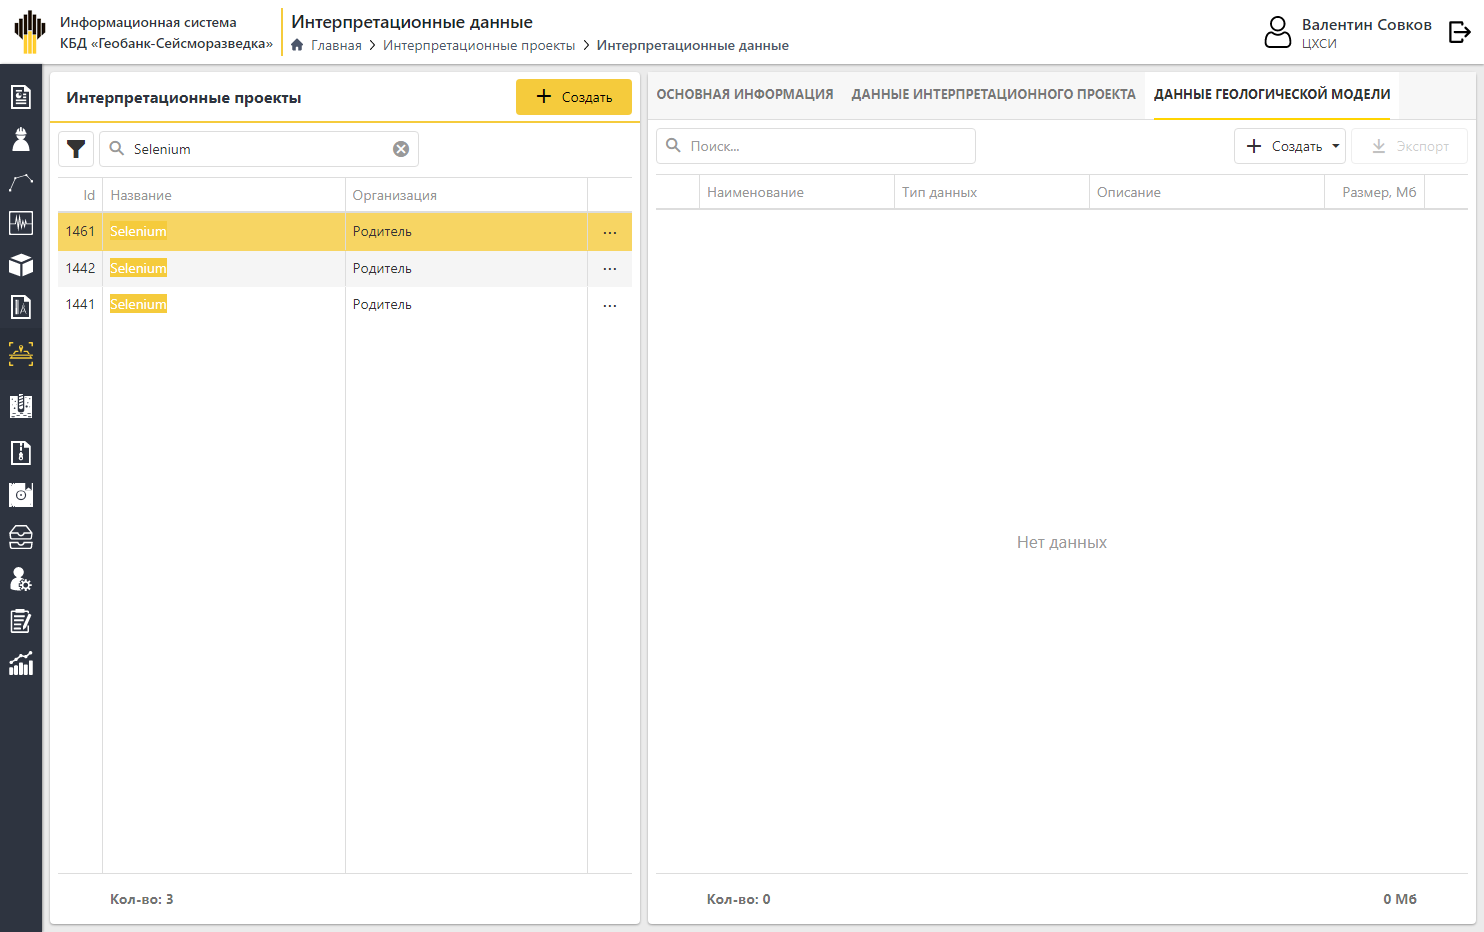 Информационная система
КБД «Геобанк-Сейсморазведка»
Интерпретационные данные
Главная > Интерпретационные проекты > Интерпретационные данные
Валентин Совков
ЦХСИ
Интерпретационные проекты
Создать
Selenium
Id Название Организация
1461 Selenium Родитель ...
1442 Selenium Родитель ...
1441 Selenium Родитель ...
Кол-во: 3
ОСНОВНАЯ ИНФОРМАЦИЯ ДАННЫЕ ИНТЕРПРЕТАЦИОННОГО ПРОЕКТА ДАННЫЕ ГЕОЛОГИЧЕСКОЙ МОДЕЛИ
Поиск... Создать Экспорт
Наименование Тип данных Описание Размер, Мб
Нет данных
Кол-во: 0 0 Мб